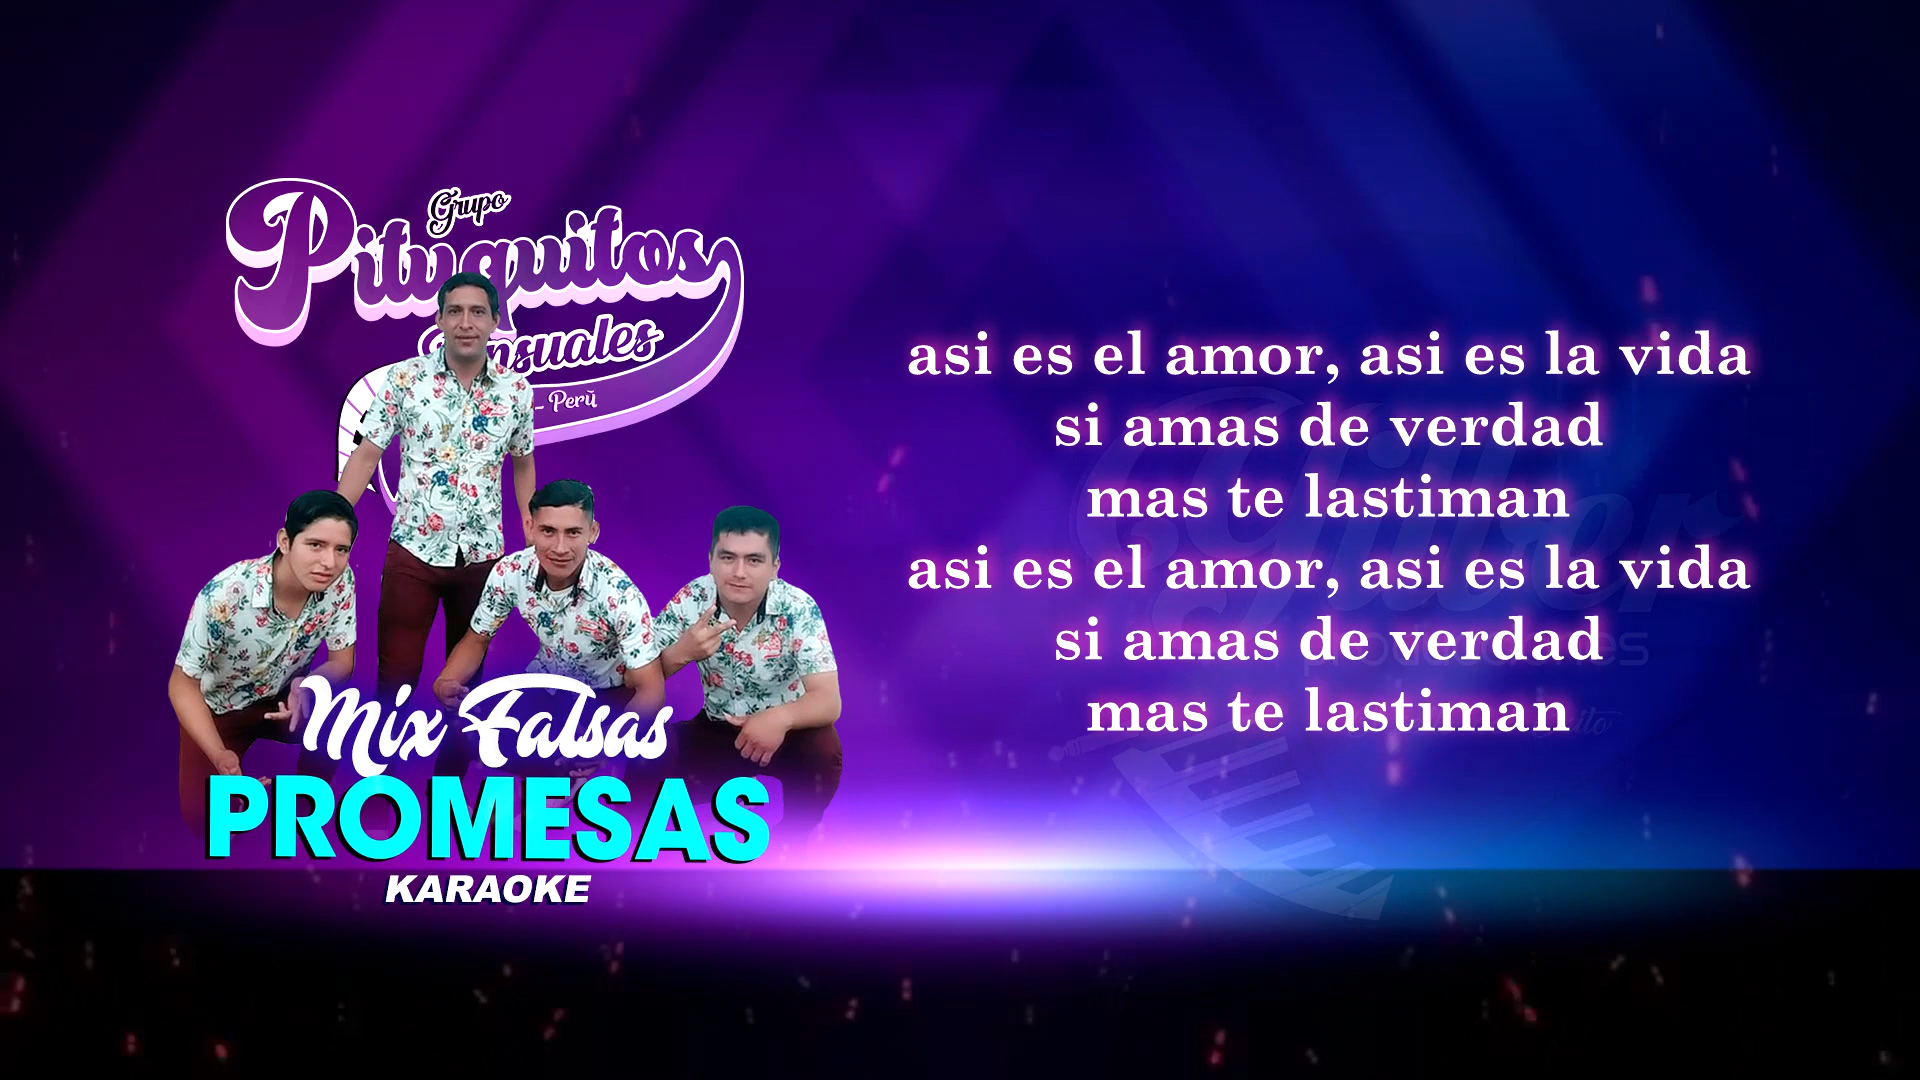 Grupo
Pituquitos
- Perú
Mix Falsas
PROMESAS
KARAOKE
asi es el amor, asi es la vida
si amas de verdad
mas te lastiman
asi es el amor, asi es la vida
si amas de verdad
mas te lastiman